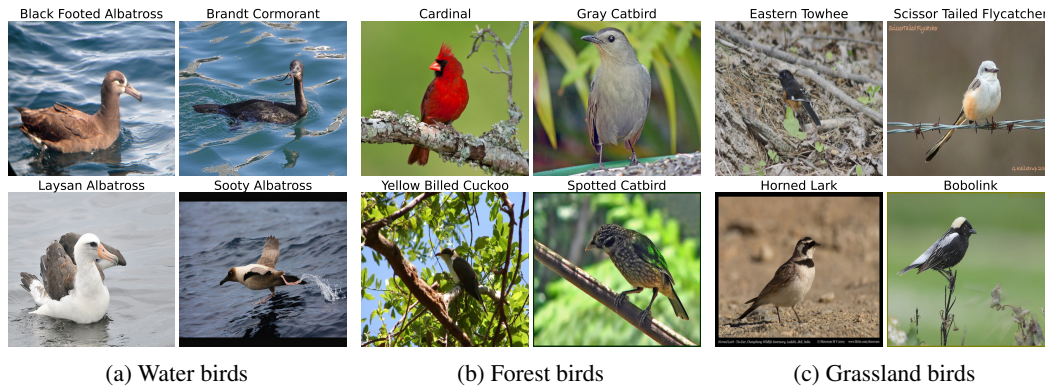 Black Footed Albatross
Brandt Cormorant
Cardinal
Gray Catbird
Eastern Towhee
Scissor Tailed Flycatcher
Laysan Albatross
Sooty Albatross
Yellow Billed Cuckoo
Spotted Catbird
Horned Lark
Bobolink
(a) Water birds
(b) Forest birds
(c) Grassland birds